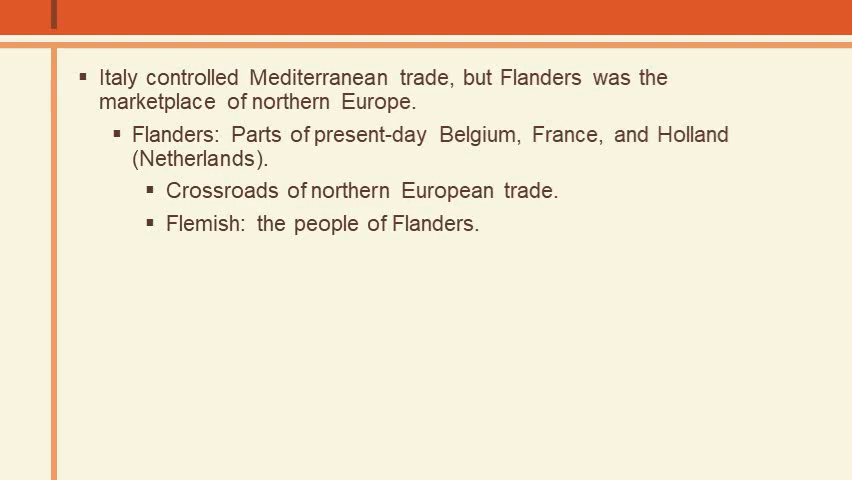 ▪ Italy controlled Mediterranean trade, but Flanders was the
marketplace of northern Europe.
▪ Flanders: Parts of present-day Belgium, France, and Holland
(Netherlands).
▪ Crossroads of northern European trade.
▪ Flemish: the people of Flanders.